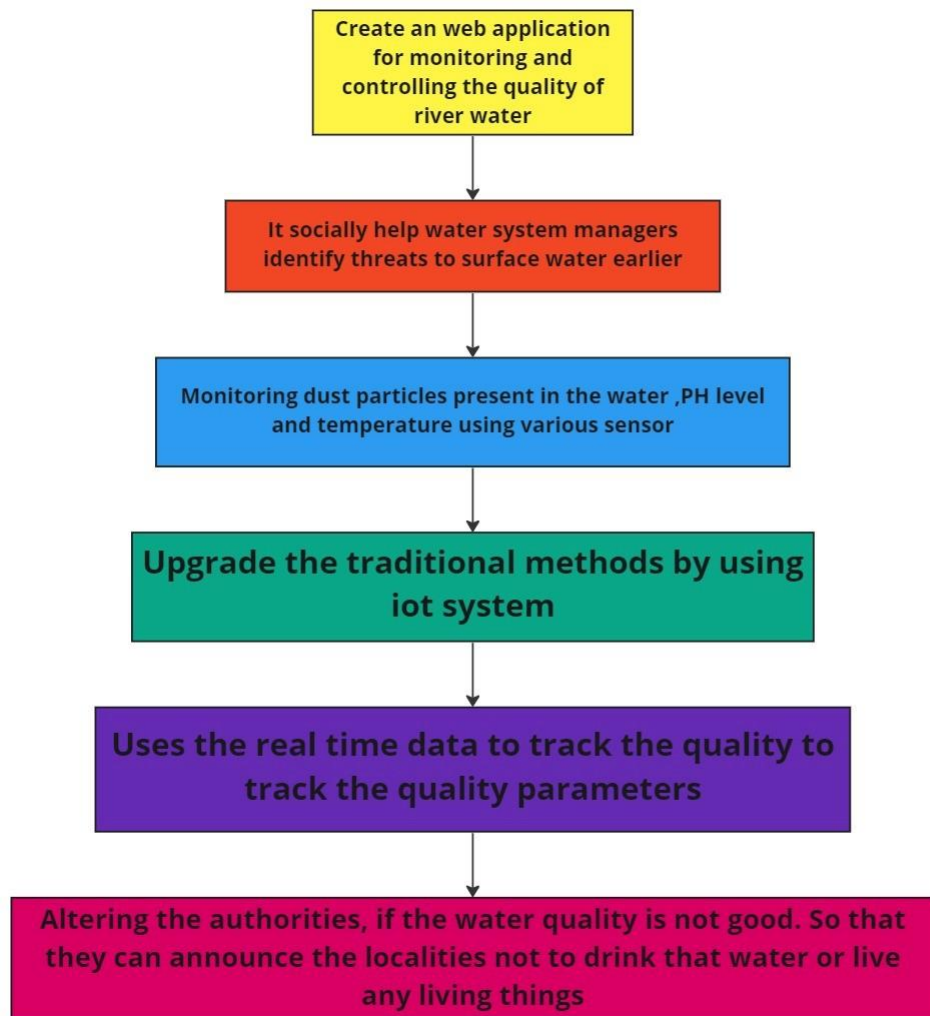 Create an web application
for monitoring and
controlling the quality of
river water
It socially help water system managers
identify threats to surface water earlier
Monitoring dust particles present in the water ,PH level
and temperature using various sensor
Upgrade the traditional methods by using
iot system
Uses the real time data to track the quality to
track the quality parameters
Altering the authorities, if the water quality is not good. So that
they can announce the localities not to drink that water or live
any living things